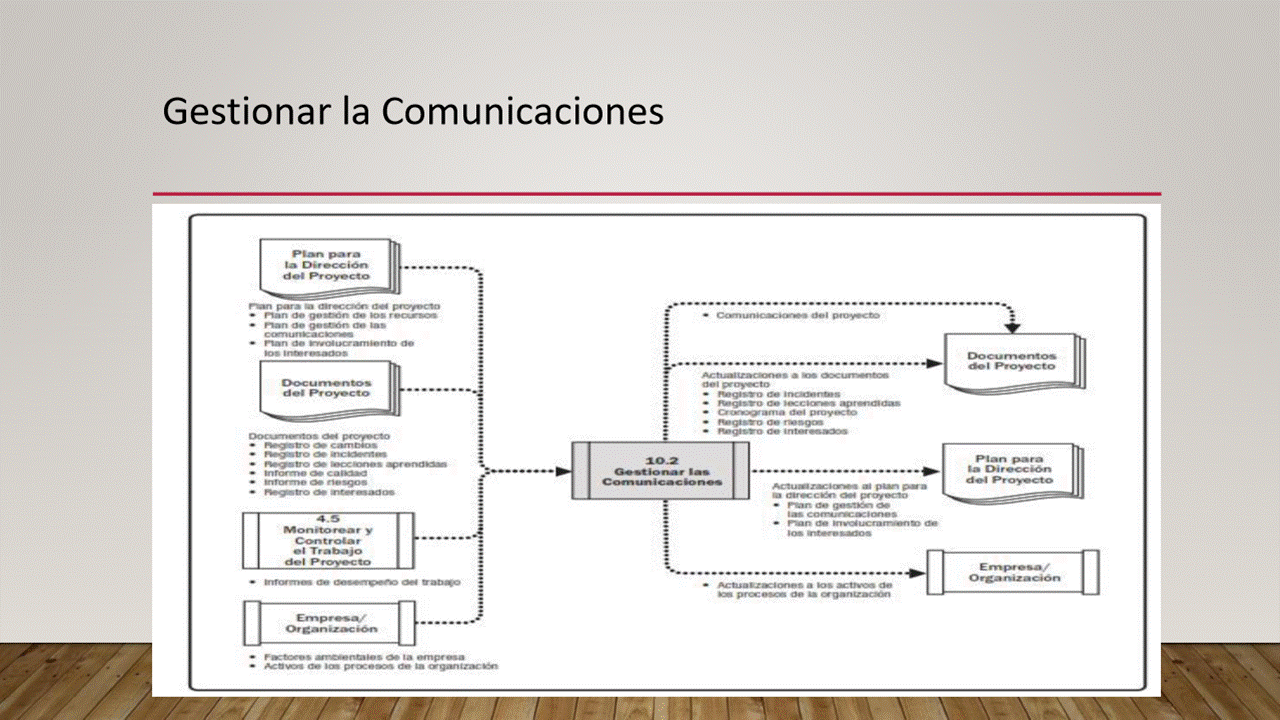 Gestionar la Comunicaciones
Plan para
la Dirección
del Proyecto
Plan para la dirección del proyecto
• Plan de gestión de los recursos
• Plan de gestión de las
comunicaciones
• Plan de involucramiento de
los interesados
Documentos
del Proyecto
Documentos del proyecto
• Registro de cambios
• Registro de incidentes
• Registro de lecciones aprendidas
• Informe de calidad
• Informe de riesgos
• Registro de interesados
4.5
Monitorear y
Controlar
el Trabajo
del Proyecto
• Informes de desempeño del trabajo
Empresa/
Organización
• Factores ambientales de la empresa
• Activos de los procesos de la organización
10.2
Gestionar las
Comunicaciones
• Comunicaciones del proyecto
Documentos
del Proyecto
Actualizaciones a los documentos
del proyecto
• Registro de incidentes
• Registro de lecciones aprendidas
• Cronograma del proyecto
• Registro de riesgos
• Registro de interesados
Plan para
la Dirección
del Proyecto
Actualizaciones al plan para
la dirección del proyecto
• Plan de gestión de
las comunicaciones
• Plan de involucramiento de
los interesados
Empresa/
Organización
• Actualizaciones a los activos de
los procesos de la organización